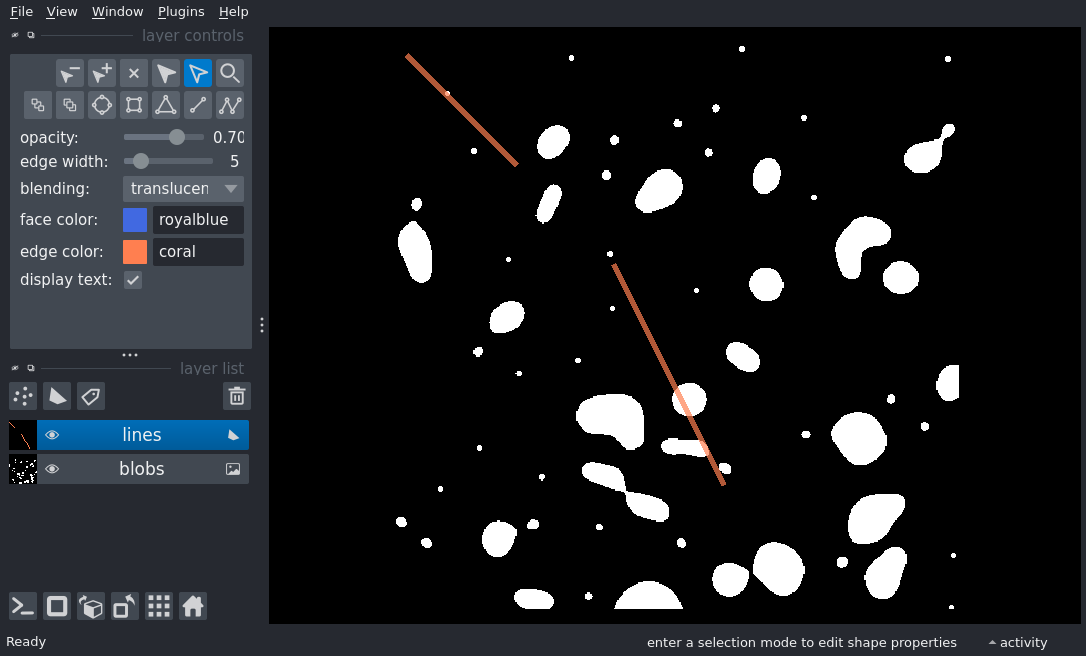 File View Window Plugins Help
layer controls
opacity: 0.70
edge width: 5
blending: translucen
face color: royalblue
edge color: coral
display text:
layer list
lines
blobs
Ready
enter a selection mode to edit shape properties
activity